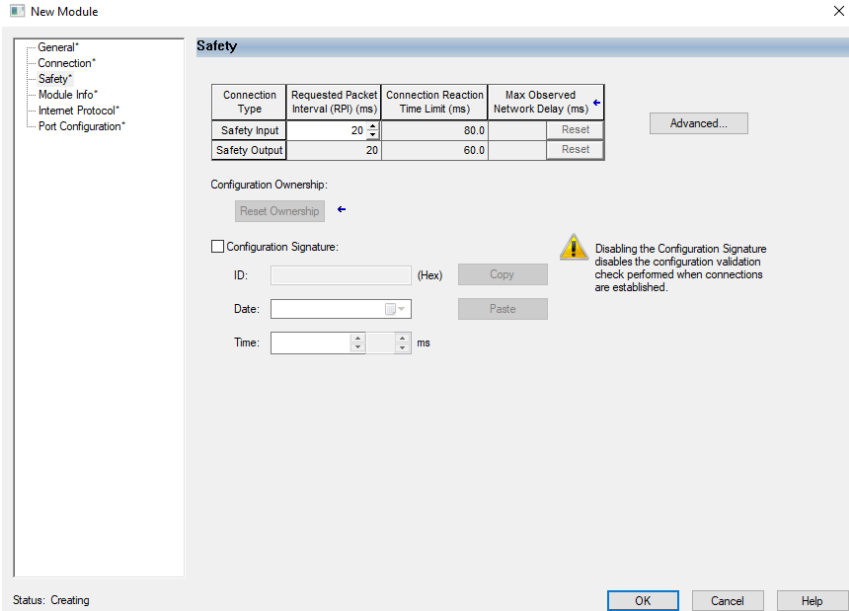 New Module
General*
Connection*
Safety*
Module Info*
Internet Protocol*
Port Configuration*
Safety
Connection Type
Requested Packet Interval (RPI) (ms)
Connection Reaction Time Limit (ms)
Max Observed Network Delay (ms)
Safety Input 20 80.0 Reset
Safety Output 20 60.0 Reset
Advanced...
Configuration Ownership:
Reset Ownership
Configuration Signature:
ID: (Hex) Copy
Date: Paste
Time: ms
Disabling the Configuration Signature
disables the configuration validation
check performed when connections
are established.
Status: Creating
OK Cancel Help